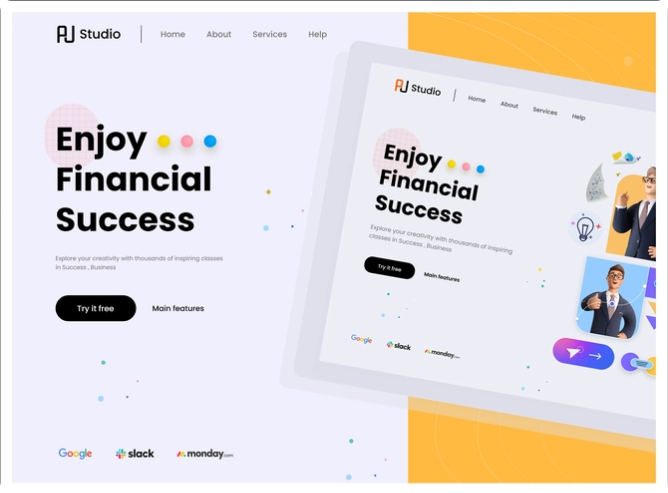 AJ Studio
Home
About
Services
Help
Enjoy
Financial
Success
Explore your creativity with thousands of inspiring classes
in Success , Business
Try it free
Main features
Google
slack
monday.com
AJ Studio
Home
About
Services
Help
Enjoy
Financial
Success
Explore your creativity with thousands of inspiring
classes in Success , Business
Try it free
Main features
Google
slack
monday.com